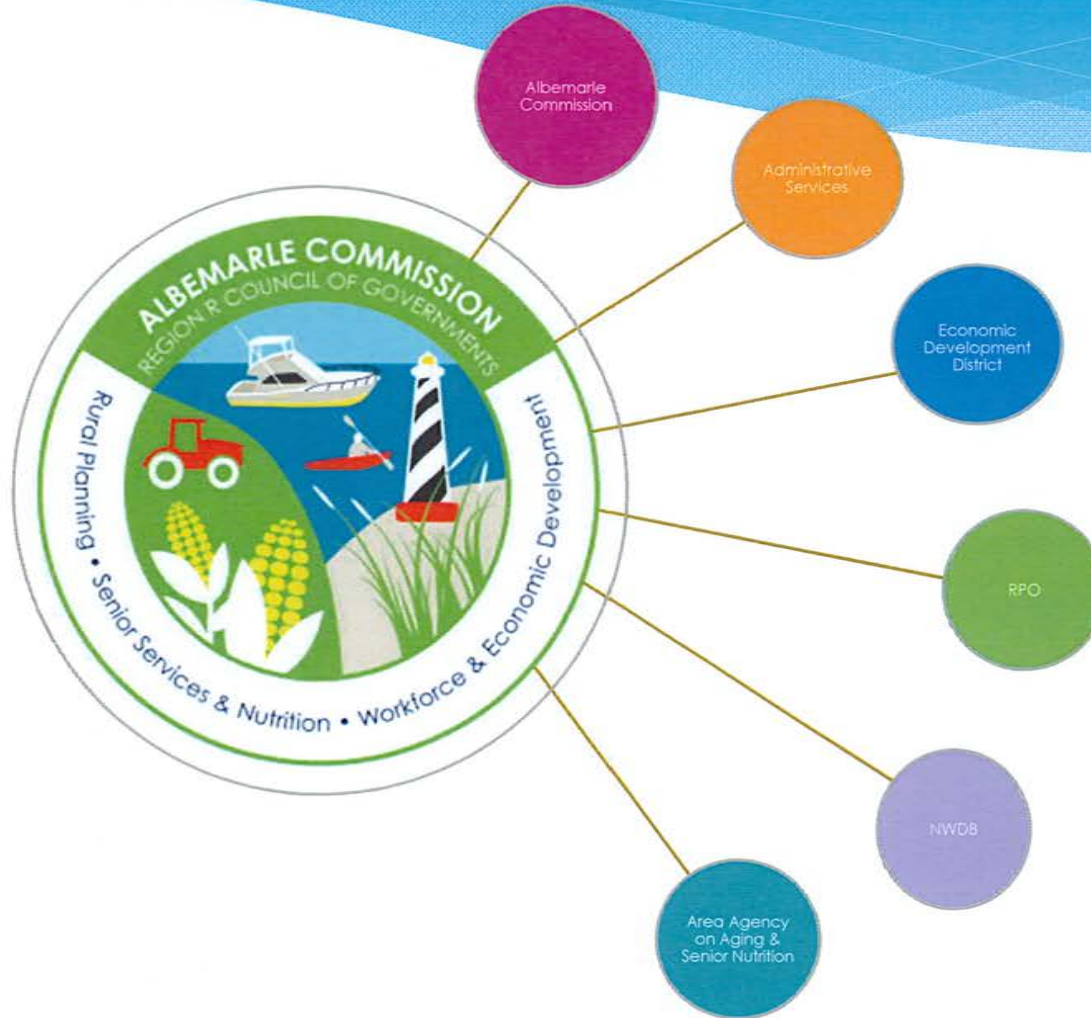 Albemarle
Commission
Administrative
Services
ALBEMARLE COMMISSION
REGION R COUNCIL OF GOVERNMENTS
Rural Planning • Senior Services & Nutrition • Workforce & Economic Development
Economic
Development
District
RPO
NWDB
Area Agency
on Aging &
Senior Nutrition